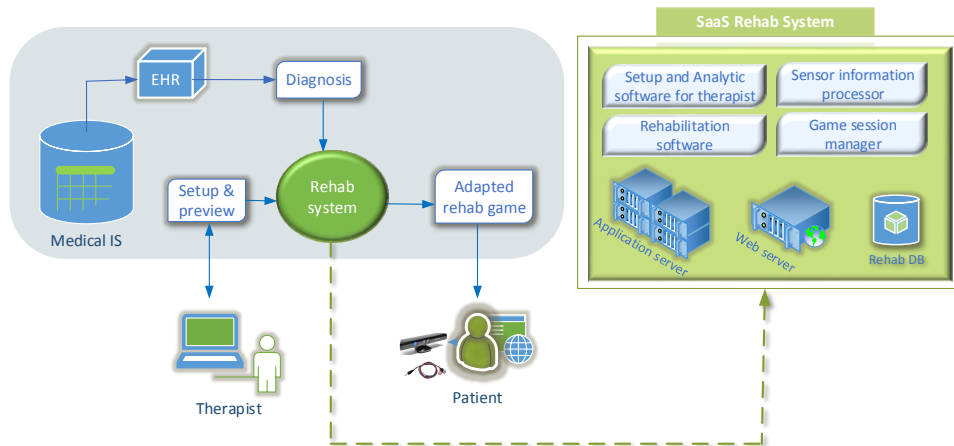 SaaS Rehab System
EHR
Diagnosis
Setup and Analytic
software for therapist
Sensor information
processor
Rehabilitation
software
Game session
manager
Setup &
preview
Rehab
system
Adapted
rehab game
Medical IS
Application server
Web server
Rehab DB
Therapist
Patient